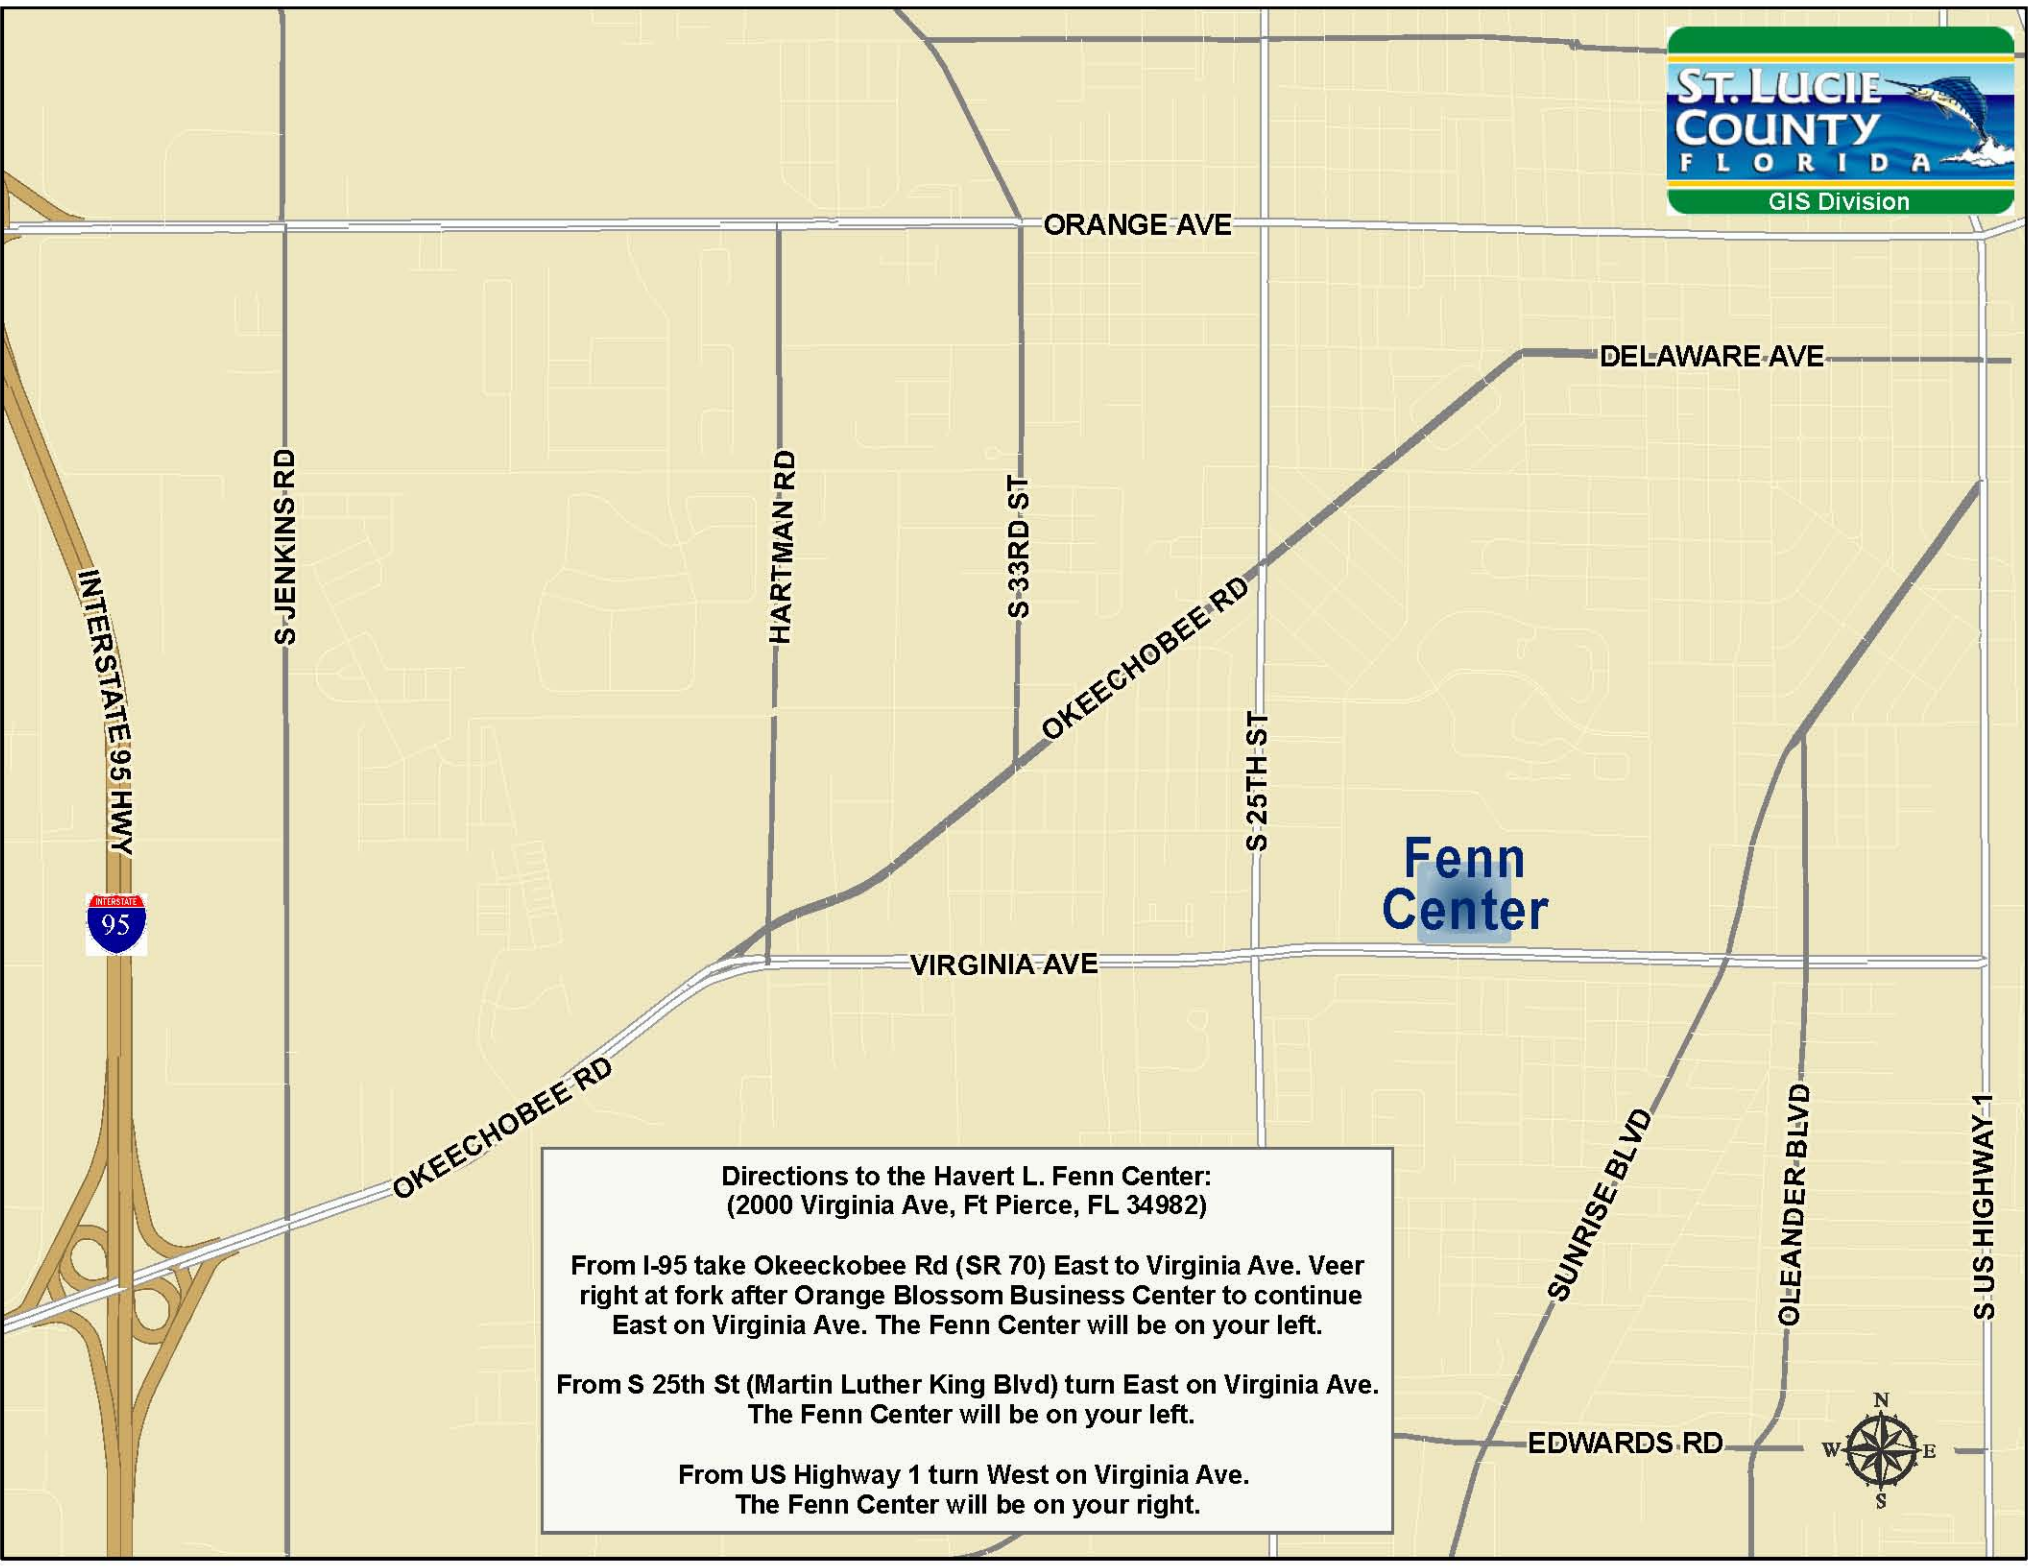 ST. LUCIE
COUNTY
FLORIDA
GIS Division
ORANGE AVE
DELAWARE AVE
S JENKINS RD
HARTMAN RD
S 33RD ST
INTERSTATE 95 HWY
OKEECHOBEE RD
S 25TH ST
Fenn
Center
INTERSTATE
95
VIRGINIA AVE
OKEECHOBEE RD
SUNRISE BLVD
OLEANDER BLVD
S US HIGHWAY 1
Directions to the Havert L. Fenn Center:
(2000 Virginia Ave, Ft Pierce, FL 34982)
From I-95 take Okeeckobee Rd (SR 70) East to Virginia Ave. Veer
right at fork after Orange Blossom Business Center to continue
East on Virginia Ave. The Fenn Center will be on your left.
From S 25th St (Martin Luther King Blvd) turn East on Virginia Ave.
The Fenn Center will be on your left.
From US Highway 1 turn West on Virginia Ave.
The Fenn Center will be on your right.
EDWARDS RD
N
W
E
S